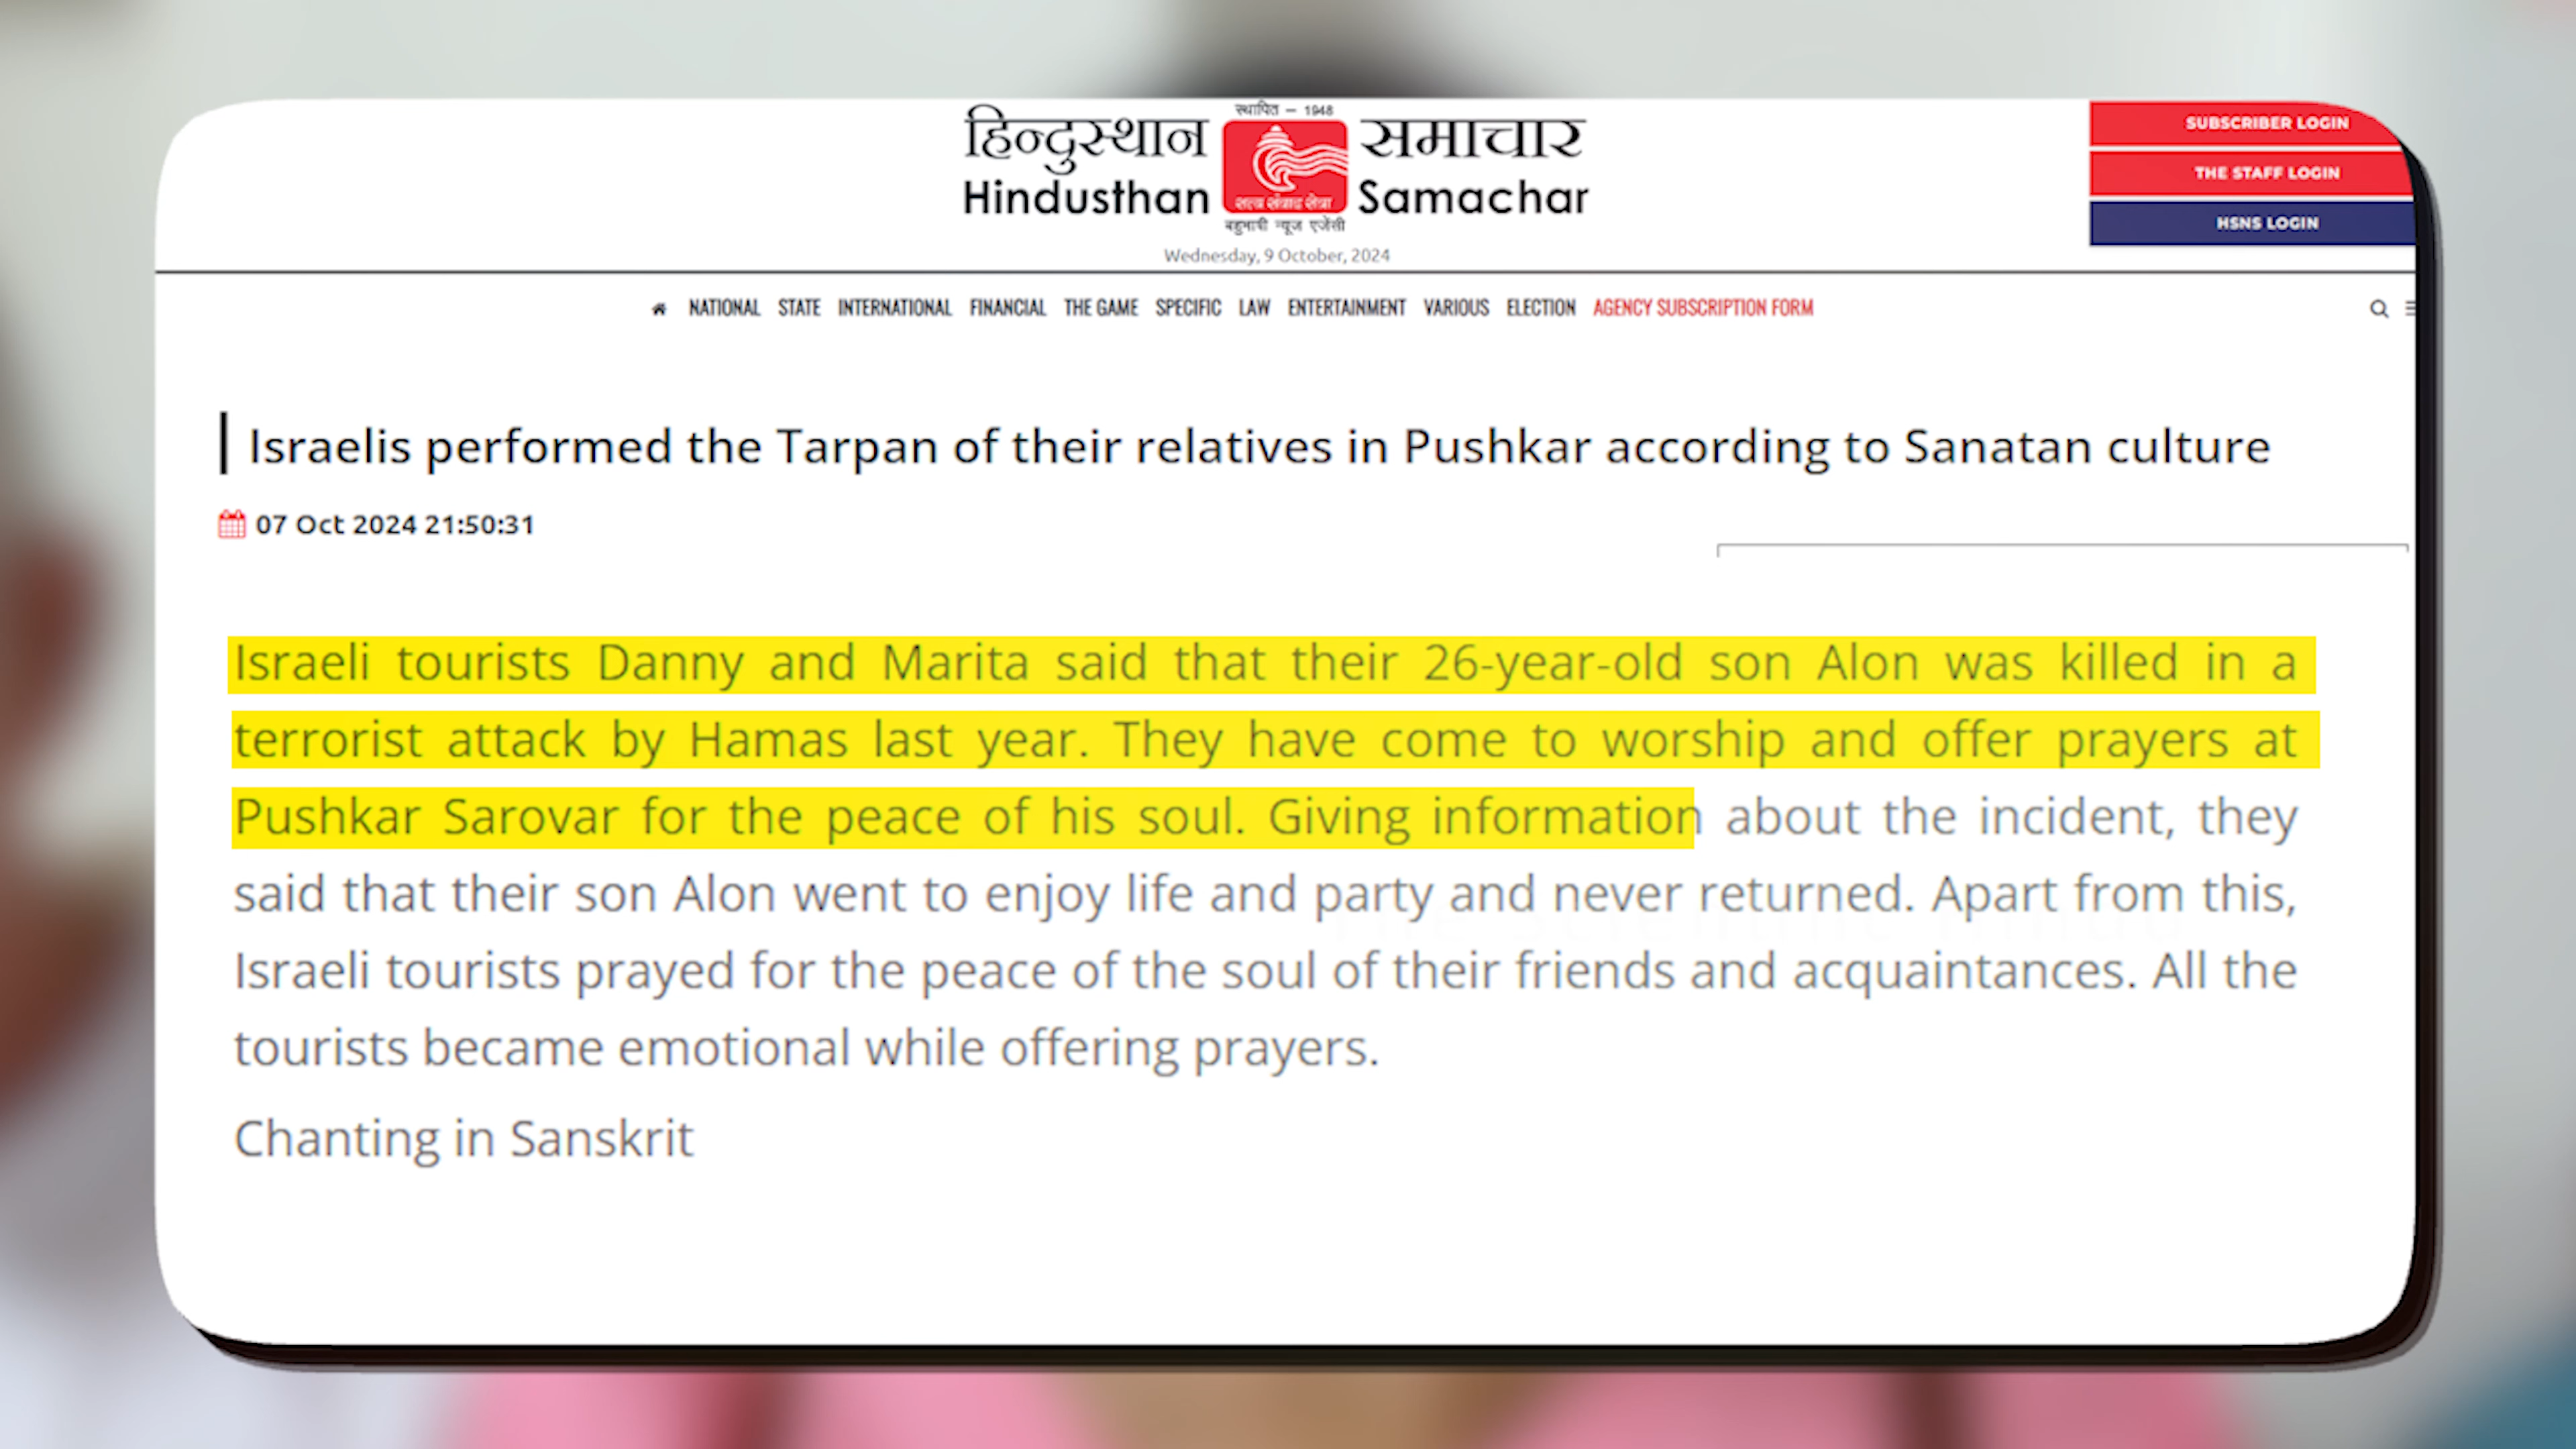 स्थापित – 1948
हिन्दुस्थान समाचार
Hindusthan Samachar
सत्य संवाद सेवा
बहुभाषी न्यूज एजेंसी
Wednesday, 9 October, 2024
SUBSCRIBER LOGIN
THE STAFF LOGIN
HSNS LOGIN
NATIONAL STATE INTERNATIONAL FINANCIAL THE GAME SPECIFIC LAW ENTERTAINMENT VARIOUS ELECTION AGENCY SUBSCRIPTION FORM
Israelis performed the Tarpan of their relatives in Pushkar according to Sanatan culture
07 Oct 2024 21:50:31
Israeli tourists Danny and Marita said that their 26-year-old son Alon was killed in a
terrorist attack by Hamas last year. They have come to worship and offer prayers at
Pushkar Sarovar for the peace of his soul. Giving information about the incident, they
said that their son Alon went to enjoy life and party and never returned. Apart from this,
Israeli tourists prayed for the peace of the soul of their friends and acquaintances. All the
tourists became emotional while offering prayers.
Chanting in Sanskrit